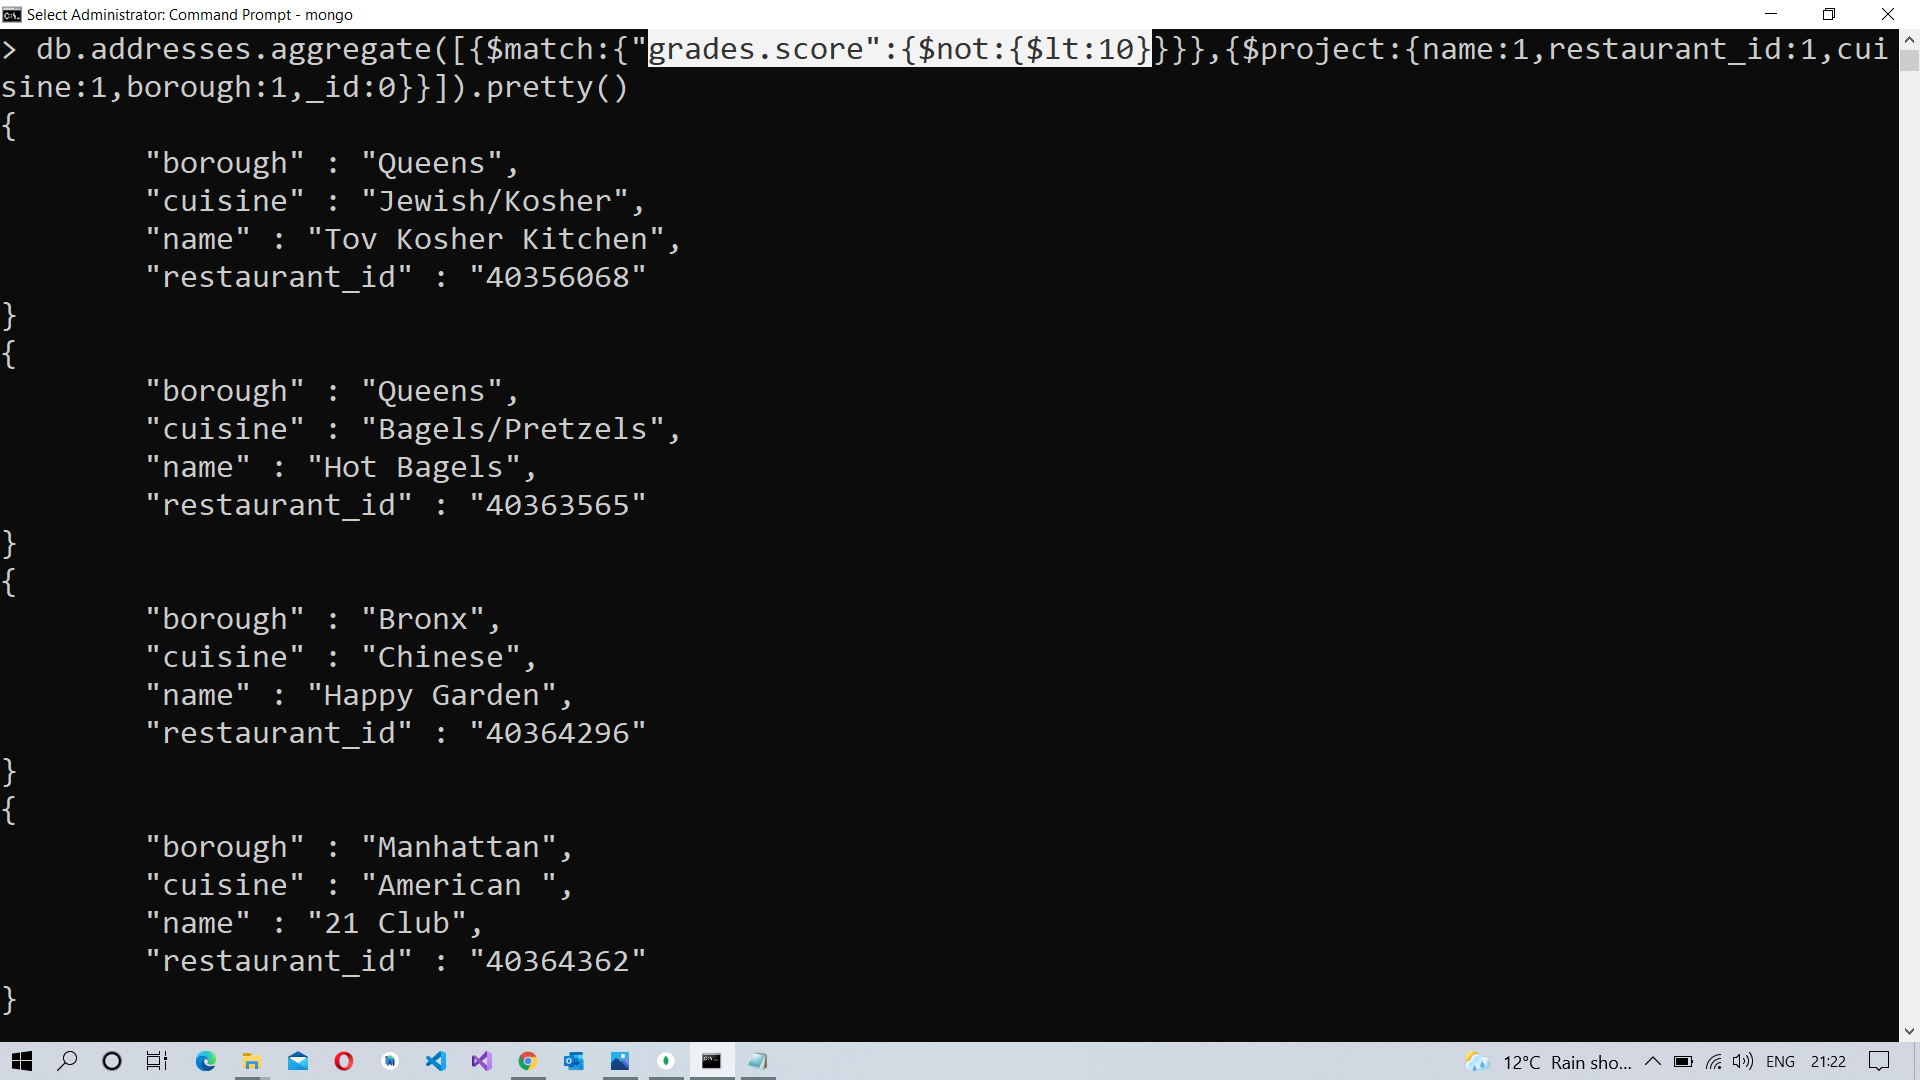 Select Administrator: Command Prompt - mongo
> db.addresses.aggregate([{$match:{"grades.score":{$not:{$lt:10}}}},{$project:{name:1,restaurant_id:1,cui
sine:1,borough:1,_id:0}}]).pretty()
{
"borough" : "Queens",
"cuisine" : "Jewish/Kosher",
"name" : "Tov Kosher Kitchen",
"restaurant_id" : "40356068"
}
{
"borough" : "Queens",
"cuisine" : "Bagels/Pretzels",
"name" : "Hot Bagels",
"restaurant_id" : "40363565"
}
{
"borough" : "Bronx",
"cuisine" : "Chinese",
"name" : "Happy Garden",
"restaurant_id" : "40364296"
}
{
"borough" : "Manhattan",
"cuisine" : "American ",
"name" : "21 Club",
"restaurant_id" : "40364362"
}
12°C Rain sho... ENG 21:22